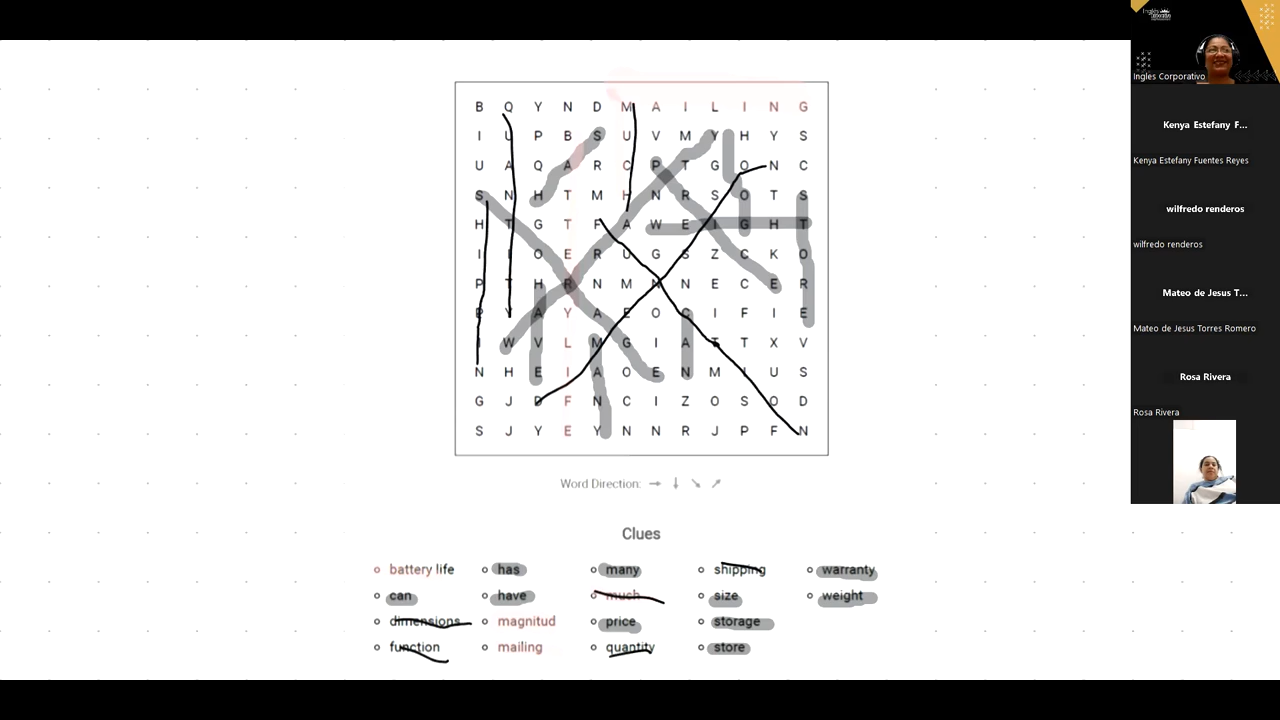 Inglés Corporativo
Ingles Corporativo
B Q Y N D M A I L I N G
I U P B S U V M Y H Y S
U A Q A R C P T G O N C
S N H T M H N R S O T S
H T G T F A W E I G H T
I I O E R U G S Z C K O
P T H R N M N N E C E R
P Y A Y A E O C I F I E
I W V L M G I A T T X V
N H E I A O E N M I U S
G J D F N C I Z O S O D
S J Y E Y N N R J P F N
Word Direction:
Clues
battery life has many shipping warranty
can have much size weight
dimensions magnitud price storage
function mailing quantity store
Kenya Estefany F...
Kenya Estefany Fuentes Reyes
wilfredo renderos
wilfredo renderos
Mateo de Jesus T...
Mateo de Jesus Torres Romero
Rosa Rivera
Rosa Rivera